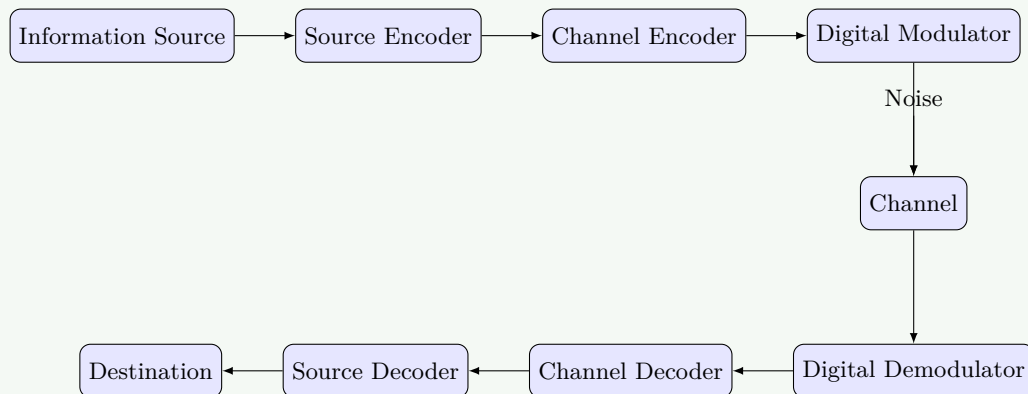 Information Source
Source Encoder
Channel Encoder
Digital Modulator
Noise
Channel
Destination
Source Decoder
Channel Decoder
Digital Demodulator